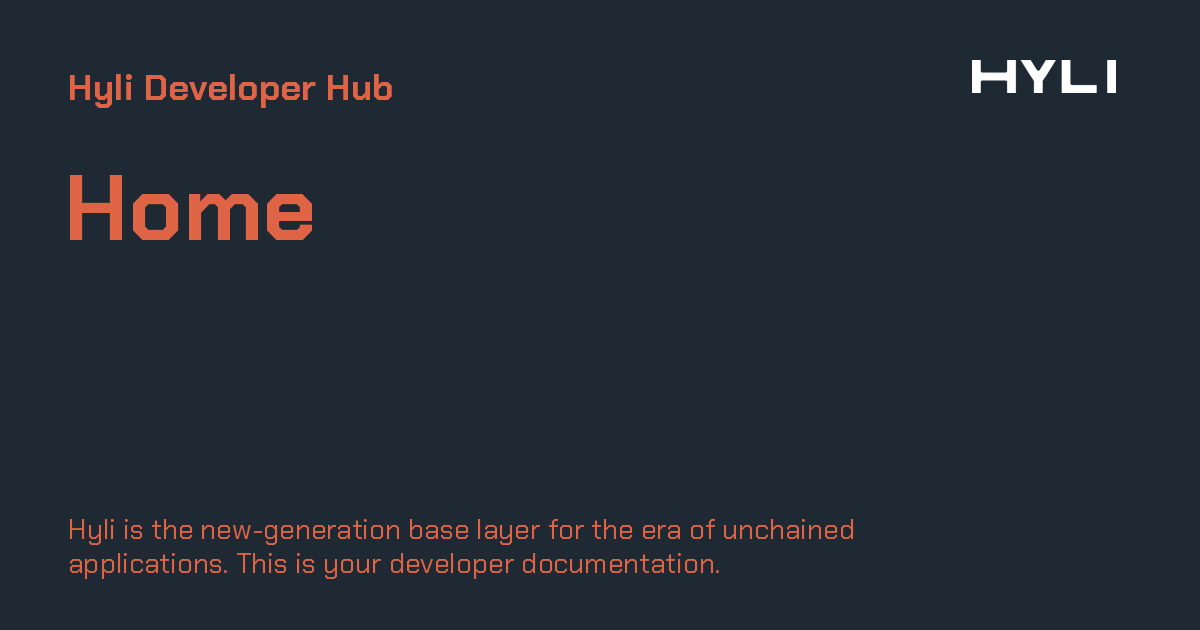 Hyli Developer Hub
HYLI
Home
Hyli is the new-generation base layer for the era of unchained
applications. This is your developer documentation.